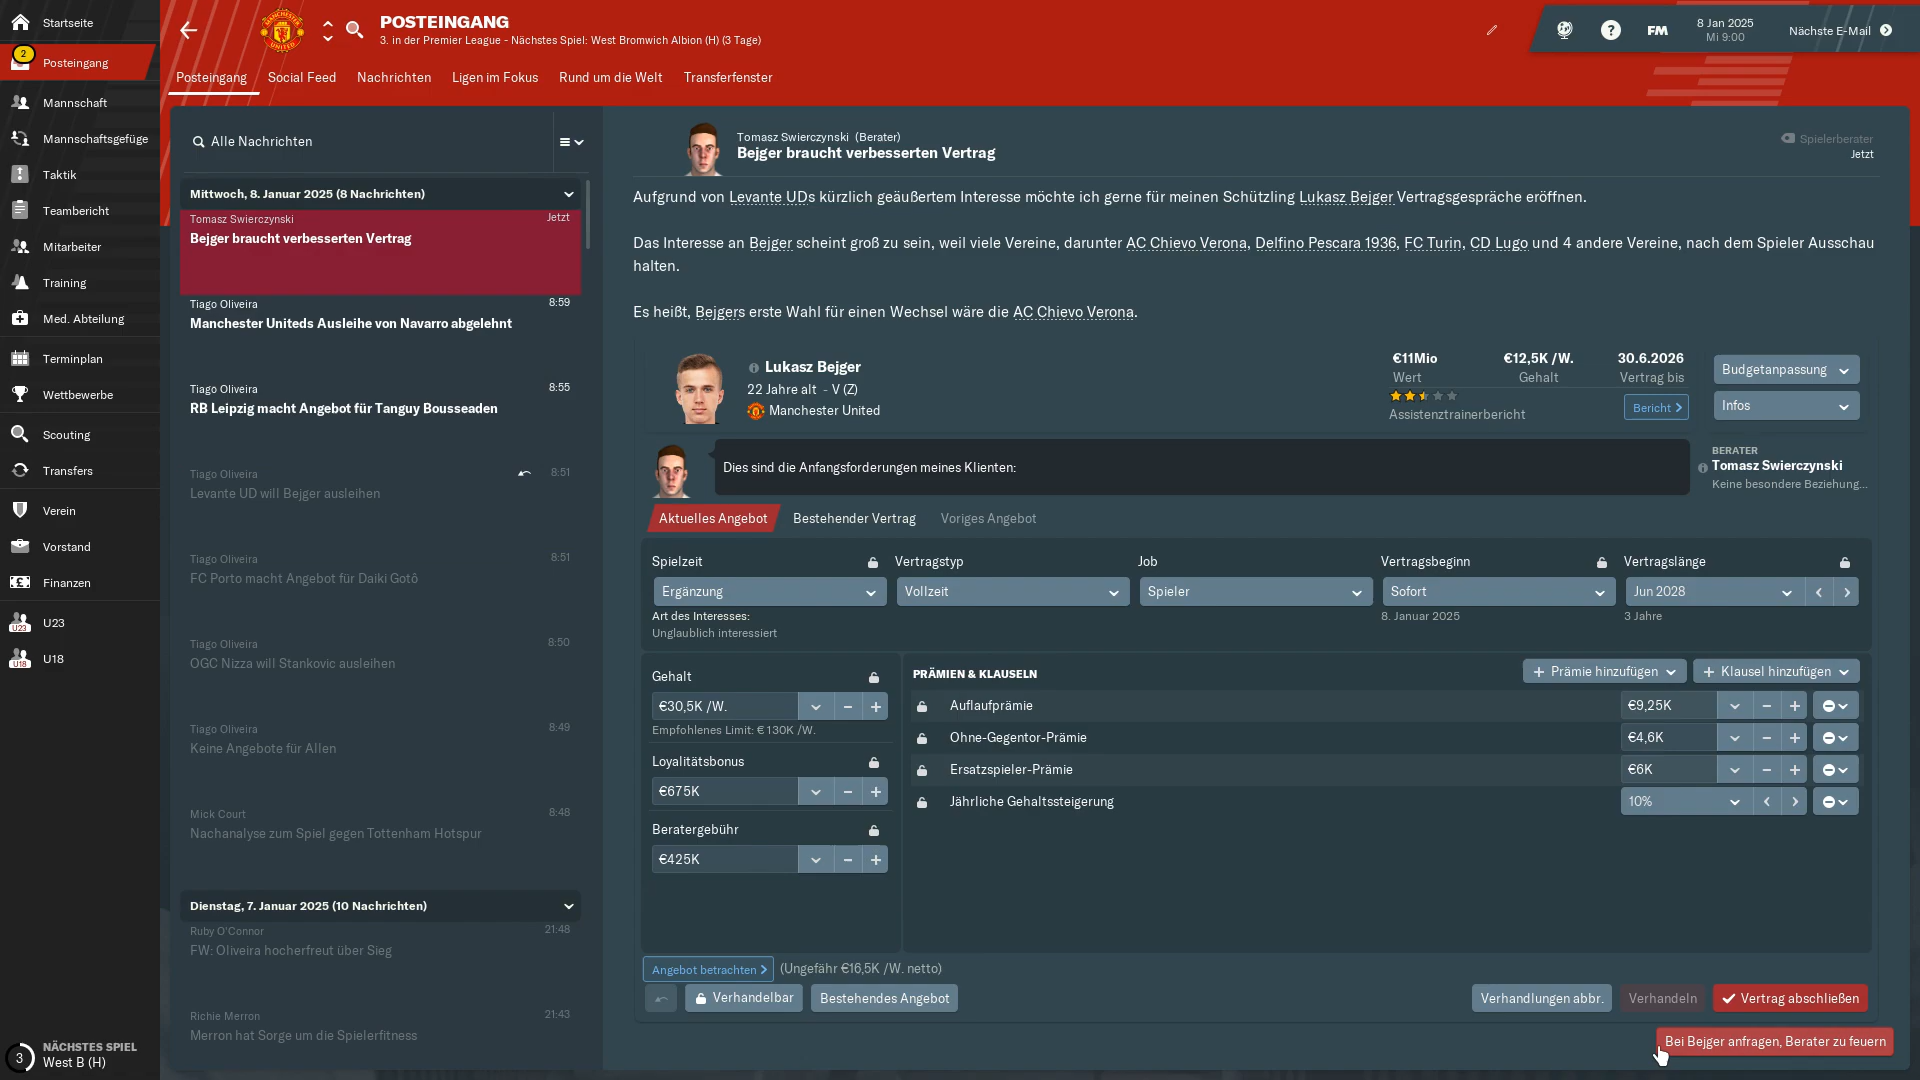 Startseite
2
Posteingang
Mannschaft
Mannschaftsgefüge
Taktik
Teambericht
Mitarbeiter
Training
Med. Abteilung
Terminplan
Wettbewerbe
Scouting
Transfers
Verein
Vorstand
Finanzen
U23
U23
U18
U18
3
NÄCHSTES SPIEL
West B (H)
POSTEINGANG
3. in der Premier League - Nächstes Spiel: West Bromwich Albion (H) (3 Tage)
FM
8 Jan 2025
Mi 9:00
Nächste E-Mail
Posteingang
Social Feed
Nachrichten
Ligen im Fokus
Rund um die Welt
Transferfenster
Alle Nachrichten
Mittwoch, 8. Januar 2025 (8 Nachrichten)
Tomasz Swierczynski Jetzt
Bejger braucht verbesserten Vertrag
Tiago Oliveira 8:59
Manchester Uniteds Ausleihe von Navarro abgelehnt
Tiago Oliveira 8:55
RB Leipzig macht Angebot für Tanguy Bousseaden
Tiago Oliveira 8:51
Levante UD will Bejger ausleihen
Tiago Oliveira 8:51
FC Porto macht Angebot für Daiki Gotō
Tiago Oliveira 8:50
OGC Nizza will Stankovic ausleihen
Tiago Oliveira 8:49
Keine Angebote für Allen
Mick Court 8:48
Nachanalyse zum Spiel gegen Tottenham Hotspur
Dienstag, 7. Januar 2025 (10 Nachrichten)
Ruby O'Connor 21:48
FW: Oliveira hocherfreut über Sieg
Richie Merron 21:43
Merron hat Sorge um die Spielerfitness
Tomasz Swierczynski (Berater)
Bejger braucht verbesserten Vertrag
Spielerberater
Jetzt
Aufgrund von Levante UDs kürzlich geäußertem Interesse möchte ich gerne für meinen Schützling Lukasz Bejger Vertragsgespräche eröffnen.
Das Interesse an Bejger scheint groß zu sein, weil viele Vereine, darunter AC Chievo Verona, Delfino Pescara 1936, FC Turin, CD Lugo und 4 andere Vereine, nach dem Spieler Ausschau
halten.
Es heißt, Bejgers erste Wahl für einen Wechsel wäre die AC Chievo Verona.
Lukasz Bejger
22 Jahre alt - V (Z)
Manchester United
€11Mio
Wert
€12,5K /W.
Gehalt
30.6.2026
Vertrag bis
Assistenztrainerbericht
Bericht
Budgetanpassung
Infos
Dies sind die Anfangsforderungen meines Klienten:
BERATER
Tomasz Swierczynski
Keine besondere Beziehung...
Aktuelles Angebot
Bestehender Vertrag
Voriges Angebot
Spielzeit
Ergänzung
Art des Interesses:
Unglaublich interessiert
Vertragstyp
Vollzeit
Job
Spieler
Vertragsbeginn
Sofort
8. Januar 2025
Vertragslänge
Jun 2028
3 Jahre
Gehalt
€30,5K /W.
Empfohlenes Limit: €130K /W.
Loyalitätsbonus
€675K
Beratergebühr
€425K
PRÄMIEN & KLAUSELN
Prämie hinzufügen
Klausel hinzufügen
Auflaufprämie €9,25K
Ohne-Gegentor-Prämie €4,6K
Ersatzspieler-Prämie €6K
Jährliche Gehaltssteigerung 10%
Angebot betrachten (Ungefähr €16,5K /W. netto)
Verhandelbar
Bestehendes Angebot
Verhandlungen abbr.
Verhandeln
Vertrag abschließen
Bei Bejger anfragen, Berater zu feuern